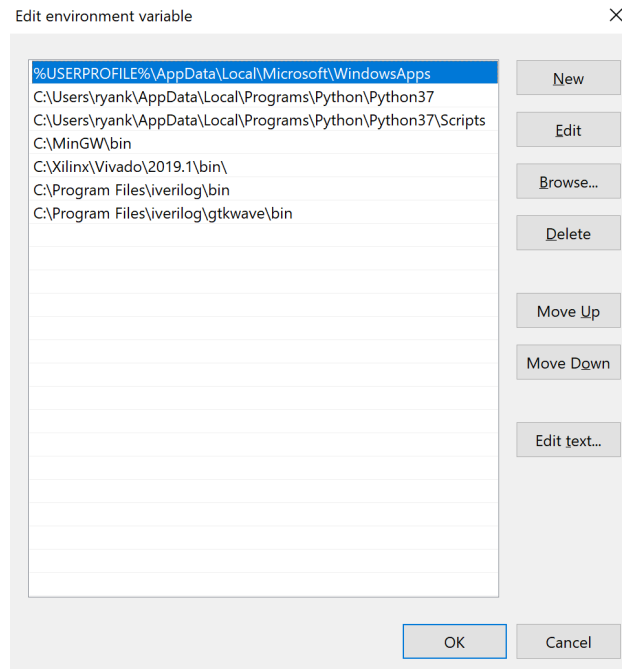 Edit environment variable
%USERPROFILE%\AppData\Local\Microsoft\WindowsApps
C:\Users\ryank\AppData\Local\Programs\Python\Python37
C:\Users\ryank\AppData\Local\Programs\Python\Python37\Scripts
C:\MinGW\bin
C:\Xilinx\Vivado\2019.1\bin\
C:\Program Files\iverilog\bin
C:\Program Files\iverilog\gtkwave\bin
New
Edit
Browse...
Delete
Move Up
Move Down
Edit text...
OK
Cancel